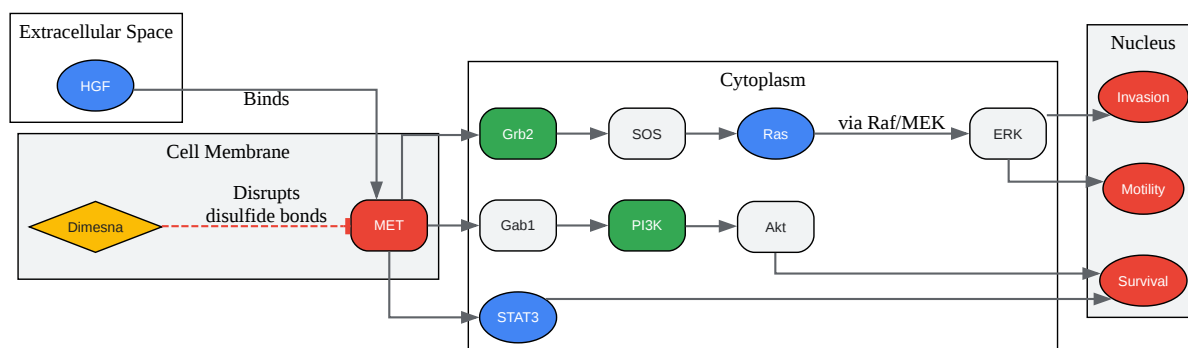 Extracellular Space
HGF
Binds
Cell Membrane
Dimesna
Disrupts
disulfide bonds
MET
Cytoplasm
Grb2
SOS
Ras
via Raf/MEK
ERK
Gab1
PI3K
Akt
STAT3
Nucleus
Invasion
Motility
Survival